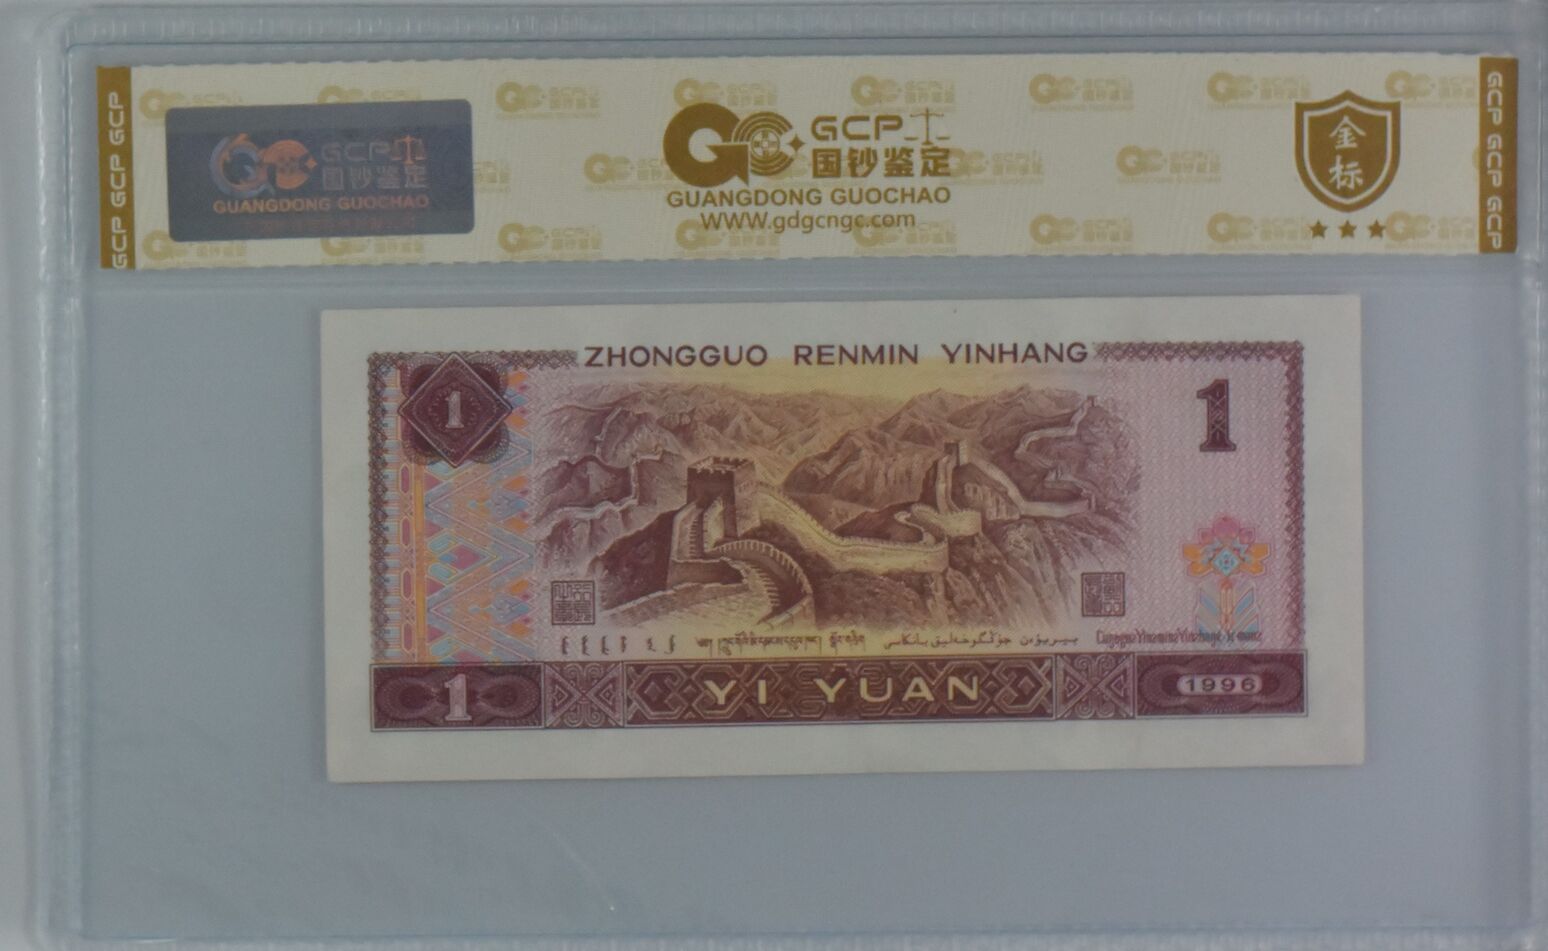 GCP GCP GCP
GCP
国钞鉴定
GUANGDONG GUOCHAO
GCP
国钞鉴定
GUANGDONG GUOCHAO
WWW.gdgcngc.com
金
标
GCP GCP GCP
ZHONGGUO RENMIN YINHANG
1
1
1
YI YUAN
1996